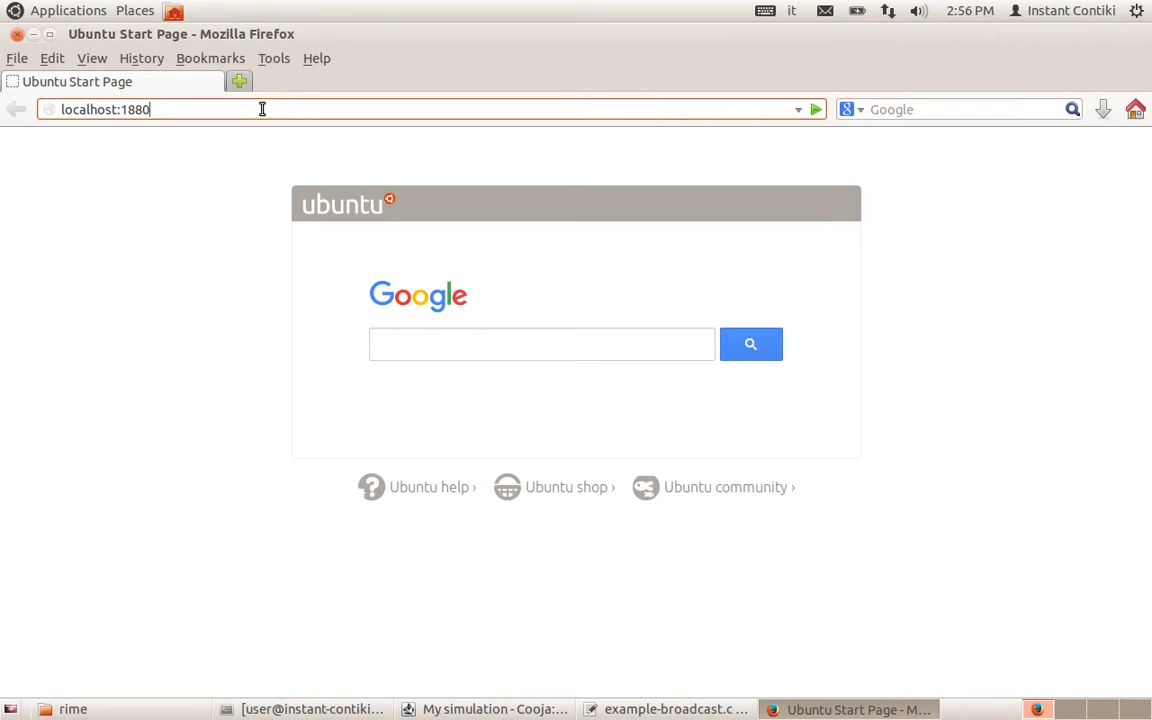 Applications Places it 2:56 PM Instant Contiki
Ubuntu Start Page - Mozilla Firefox
File Edit View History Bookmarks Tools Help
Ubuntu Start Page
localhost:1880 8 Google
ubuntu
Google
? Ubuntu help › Ubuntu shop › Ubuntu community ›
rime [user@instant-contiki... My simulation - Cooja:... example-broadcast.c ... Ubuntu Start Page - M...